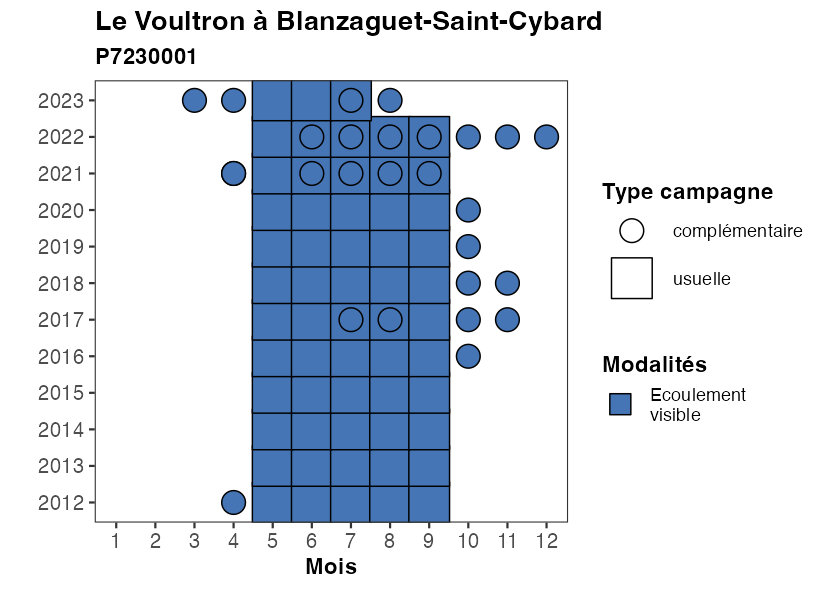 Le Voultron à Blanzaguet-Saint-Cybard
P7230001
2023
2022
2021
2020
2019
2018
2017
2016
2015
2014
2013
2012
1 2 3 4 5 6 7 8 9 10 11 12
Mois
Type campagne
complémentaire
usuelle
Modalités
Ecoulement
visible